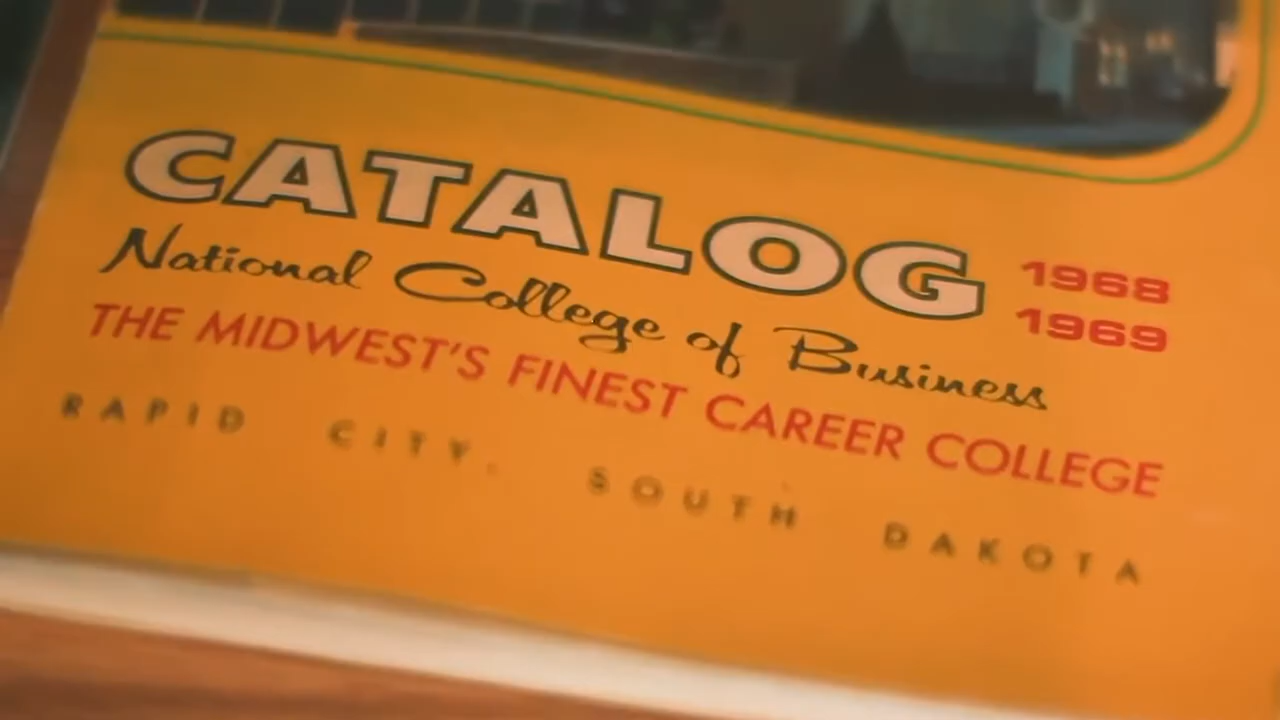 CATALOG 1968
1969
National College of Business
THE MIDWEST'S FINEST CAREER COLLEGE
RAPID CITY, SOUTH DAKOTA